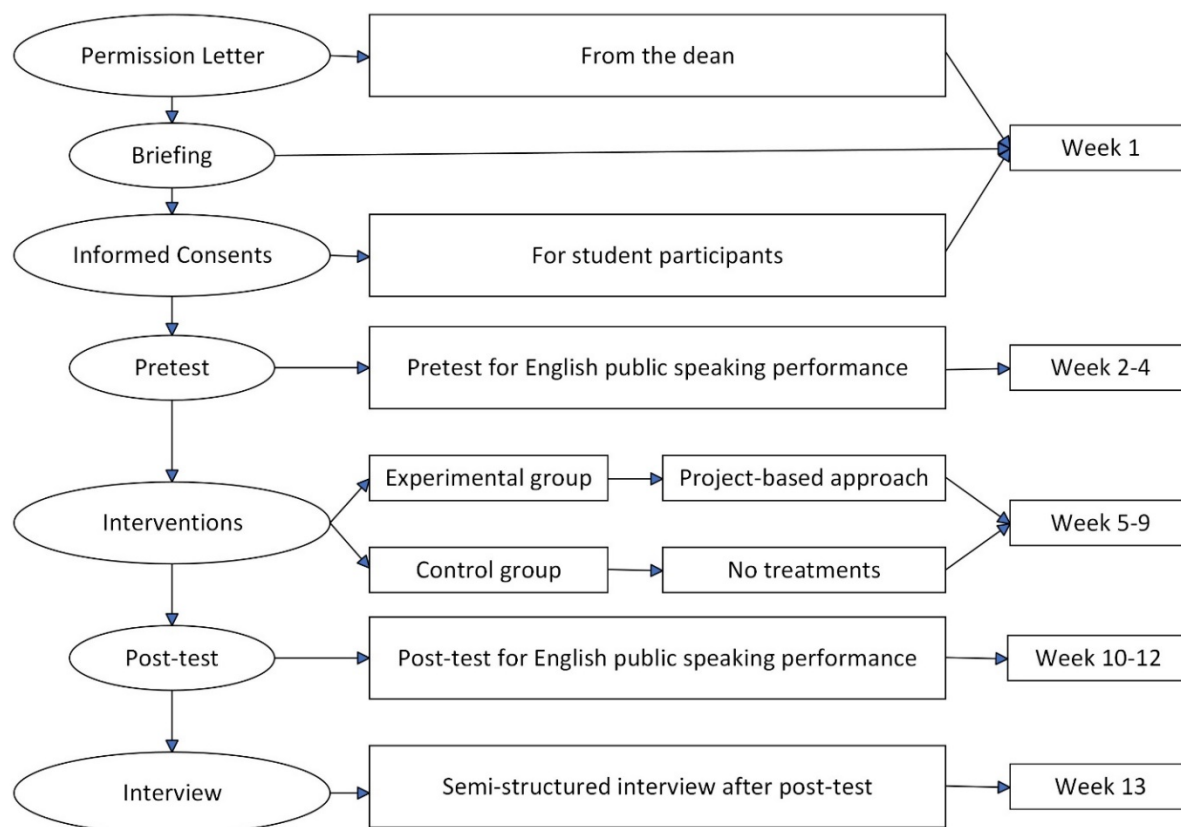 Permission Letter
From the dean
Briefing
Week 1
Informed Consents
For student participants
Pretest
Pretest for English public speaking performance
Week 2-4
Interventions
Experimental group
Project-based approach
Control group
No treatments
Week 5-9
Post-test
Post-test for English public speaking performance
Week 10-12
Interview
Semi-structured interview after post-test
Week 13